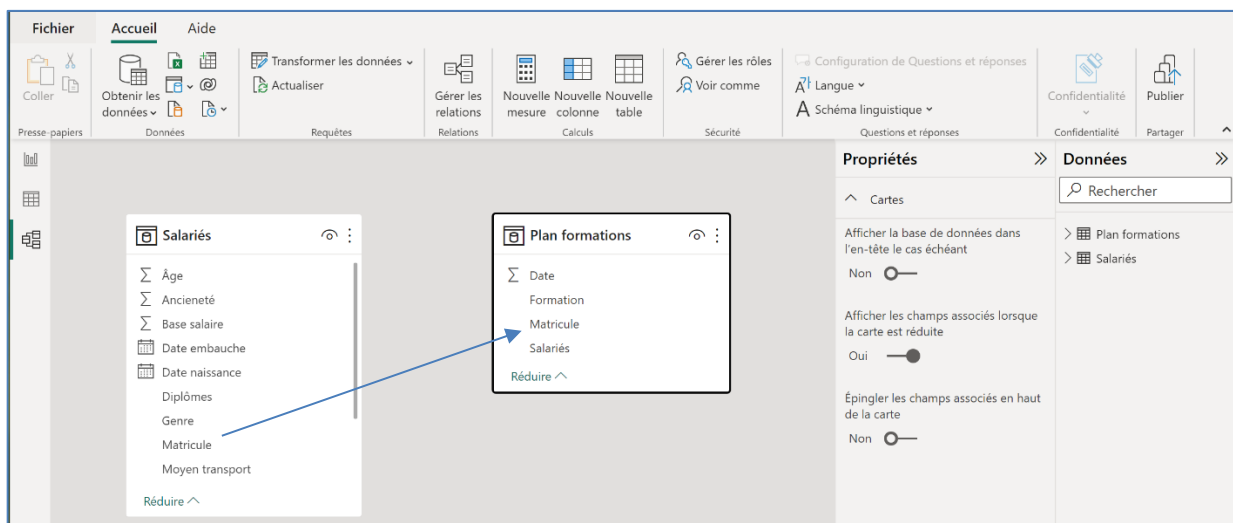 Fichier
Accueil
Aide
Coller
Presse-papiers
Obtenir les
données
Données
Transformer les données
Actualiser
Requêtes
Gérer les
relations
Relations
Nouvelle Nouvelle Nouvelle
mesure colonne table
Calculs
Gérer les rôles
Voir comme
Sécurité
Configuration de Questions et réponses
Langue
Schéma linguistique
Questions et réponses
Confidentialité
Confidentialité
Publier
Partager
Salariés
Âge
Ancieneté
Base salaire
Date embauche
Date naissance
Diplômes
Genre
Matricule
Moyen transport
Réduire
Plan formations
Date
Formation
Matricule
Salariés
Réduire
Propriétés
Cartes
Afficher la base de données dans
l'en-tête le cas échéant
Non
Afficher les champs associés lorsque
la carte est réduite
Oui
Épingler les champs associés en haut
de la carte
Non
Données
Rechercher
Plan formations
Salariés